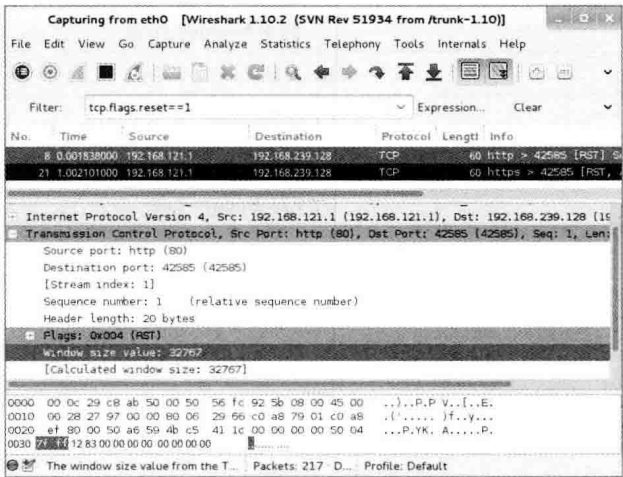 Capturing from eth0 [Wireshark 1.10.2 (SVN Rev 51934 from /trunk-1.10)]
File Edit View Go Capture Analyze Statistics Telephony Tools Internals Help
Filter: tcp.flags.reset==1 Expression... Clear
No. Time Source Destination Protocol Lengtl Info
8 0.001838000 192.168.121.1 192.168.239.128 TCP 60 http > 42585 [RST]
21 1.002101000 192.168.121.1 192.168.239.128 TCP 60 https > 42585 [RST,
Internet Protocol Version 4, Src: 192.168.121.1 (192.168.121.1), Dst: 192.168.239.128 (19
Transmission Control Protocol, Src Port: http (80), Dst Port: 42585 (42585), Seq: 1, Len:
Source port: http (80)
Destination port: 42585 (42585)
[Stream index: 1]
Sequence number: 1 (relative sequence number)
Header length: 20 bytes
Flags: 0x004 (RST)
Window size value: 32767
[Calculated window size: 32767]
0000 00 0c 29 c8 ab 50 00 50 56 fc 92 5b 08 00 45 00 ..)..P.P V..[..E.
0010 00 28 27 97 00 00 80 06 29 66 c0 a8 79 01 c0 a8 .('..... )f..y...
0020 ef 80 00 50 a6 59 4b c5 41 1c 00 00 00 00 50 04 ...P.YK. A.....P.
0030 7f ff 12 83 00 00 00 00 00 00 00 00
The window size value from the T... Packets: 217 · D... Profile: Default